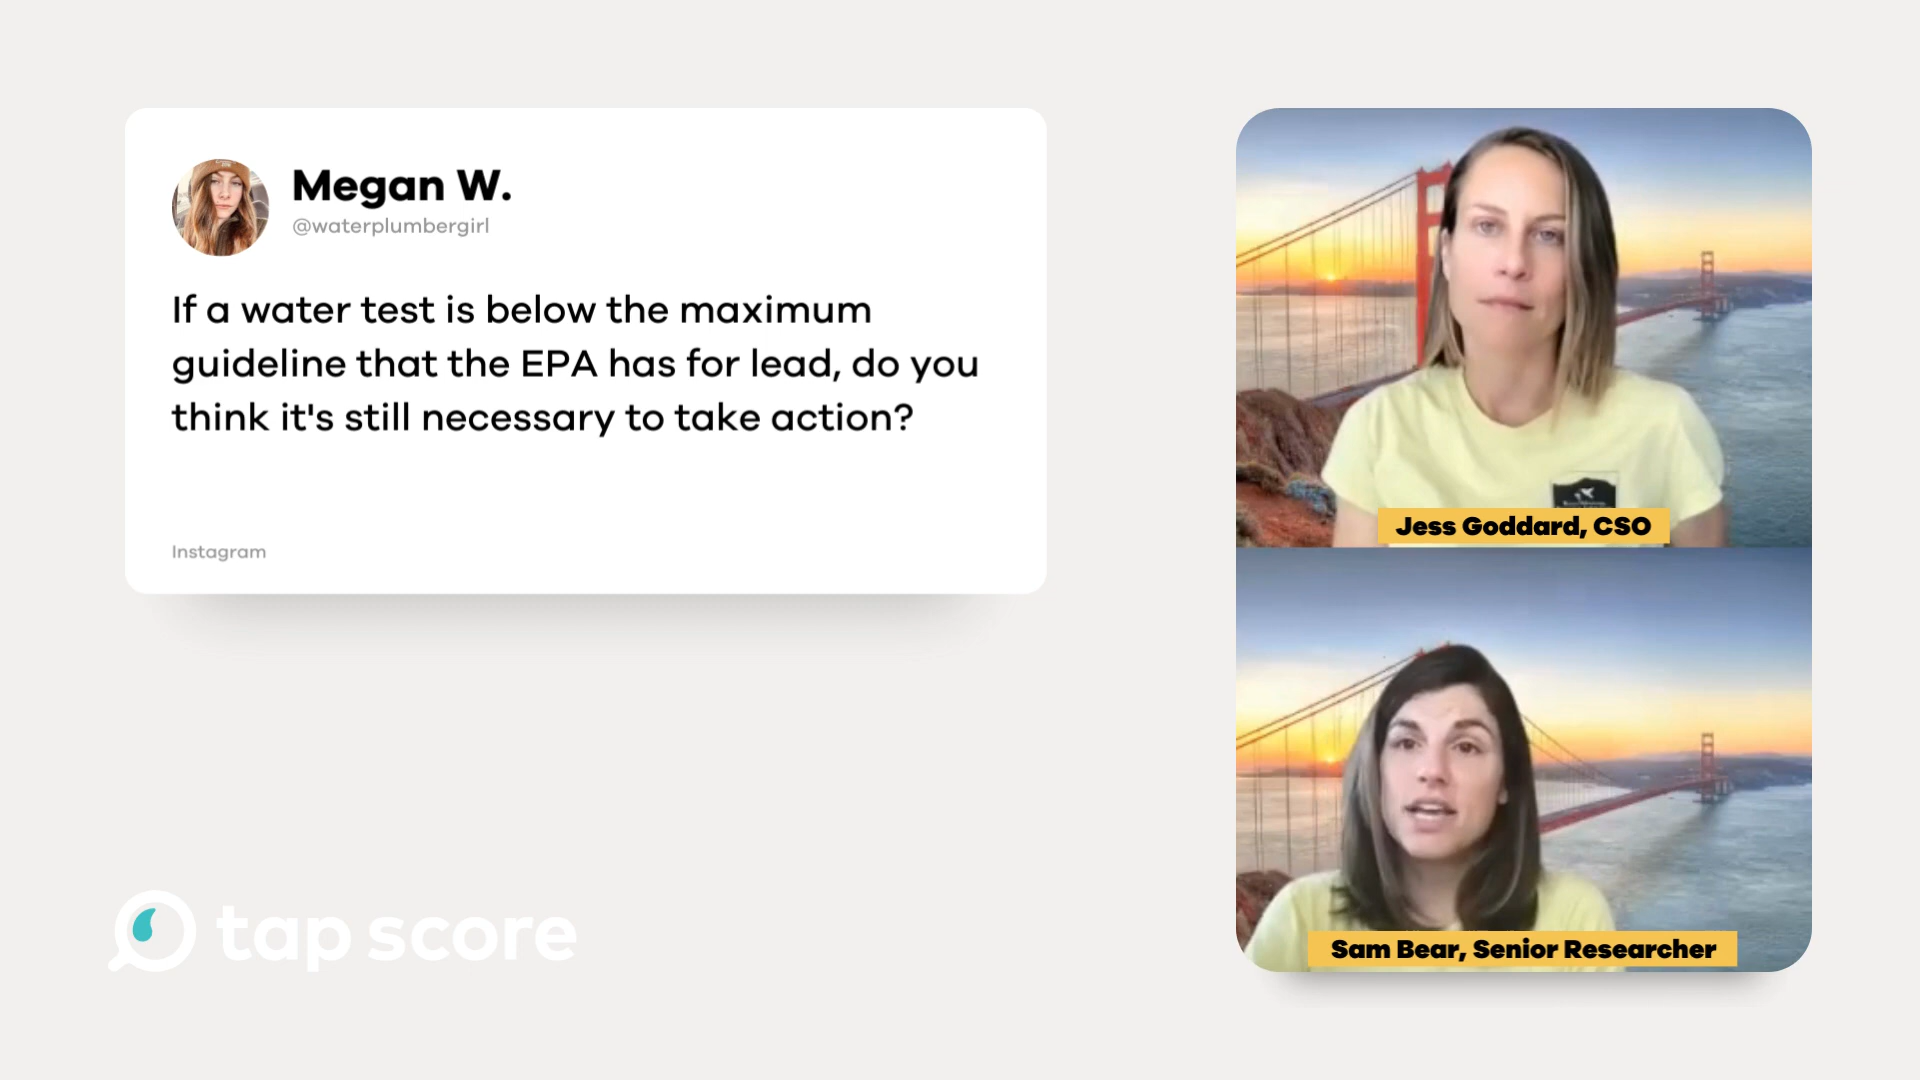 Megan W.
@waterplumbergirl
If a water test is below the maximum
guideline that the EPA has for lead, do you
think it's still necessary to take action?
Instagram
tap score
Jess Goddard, CSO
Sam Bear, Senior Researcher